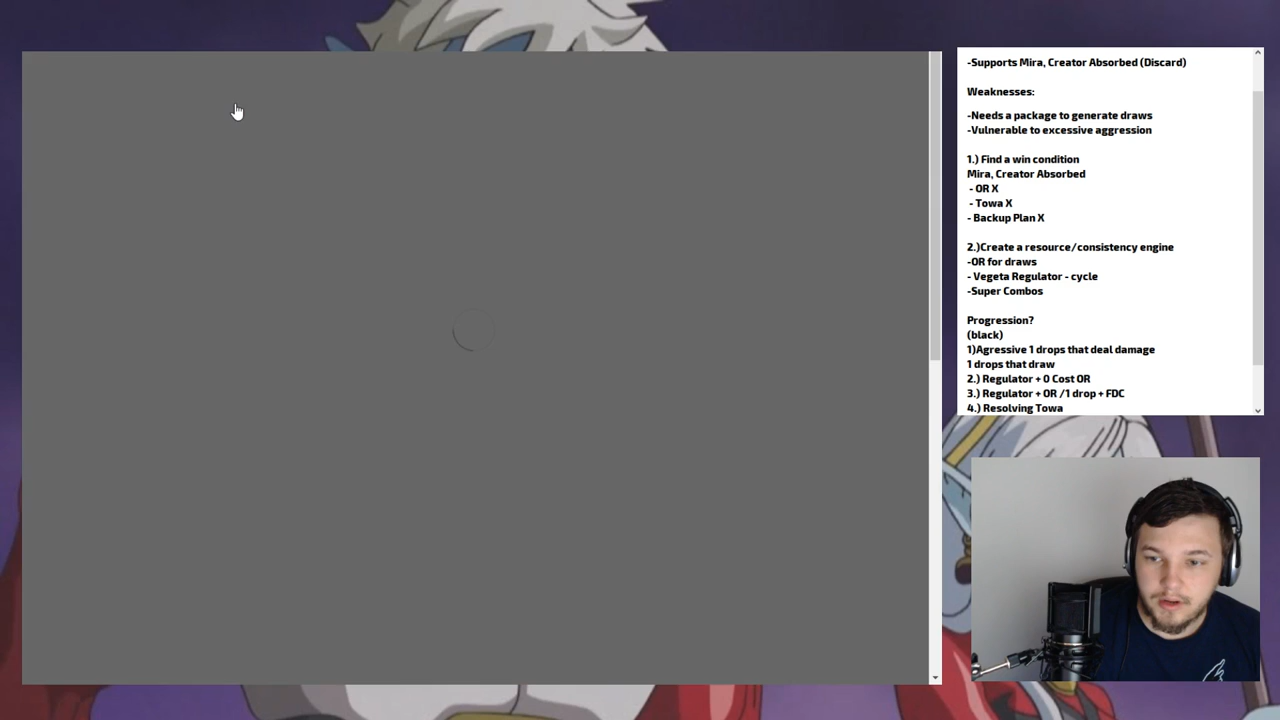 -Supports Mira, Creator Absorbed (Discard)
Weaknesses:
-Needs a package to generate draws
-Vulnerable to excessive aggression
1.) Find a win condition
Mira, Creator Absorbed
- OR X
- Towa X
- Backup Plan X
2.)Create a resource/consistency engine
-OR for draws
- Vegeta Regulator - cycle
-Super Combos
Progression?
(black)
1)Agressive 1 drops that deal damage
1 drops that draw
2.) Regulator + 0 Cost OR
3.) Regulator + OR /1 drop + FDC
4.) Resolving Towa